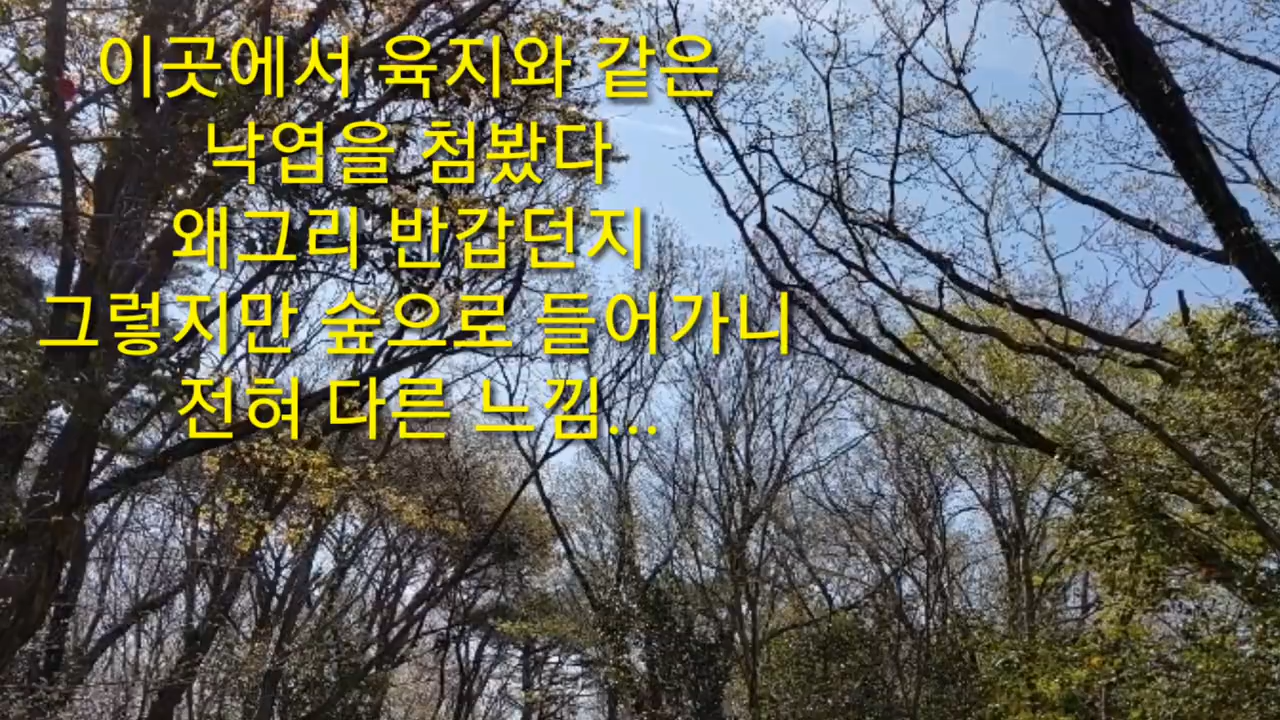 이곳에서 육지와 같은
낙엽을 첨봤다
왜그리 반갑던지
그렇지만 숲으로 들어가니
전혀 다른 느낌...